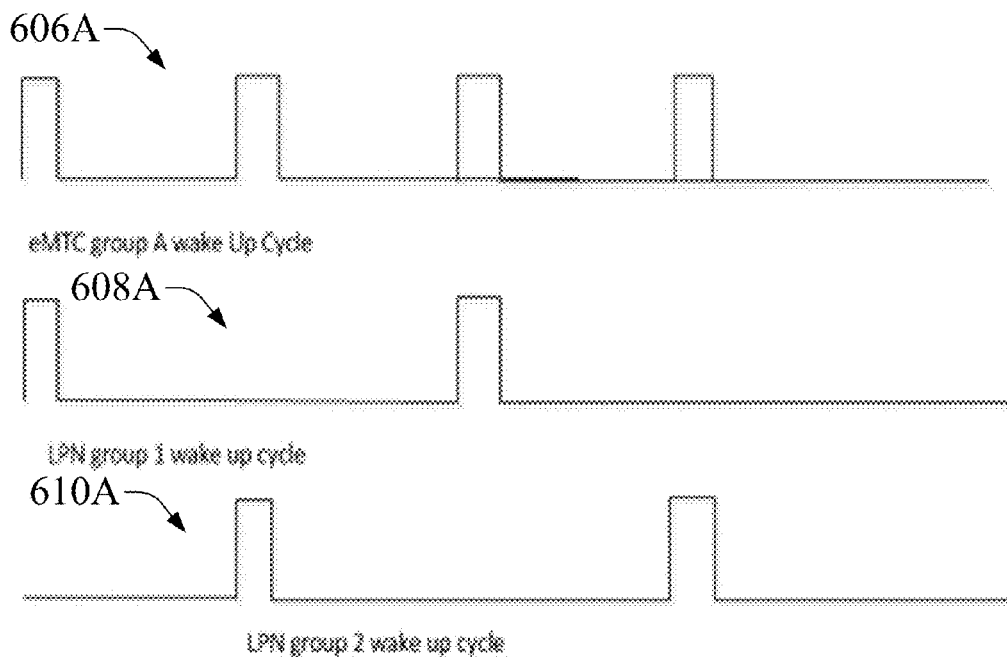 606A
eMTC group A wake Up Cycle
608A
LPN group 1 wake up cycle
610A
LPN group 2 wake up cycle